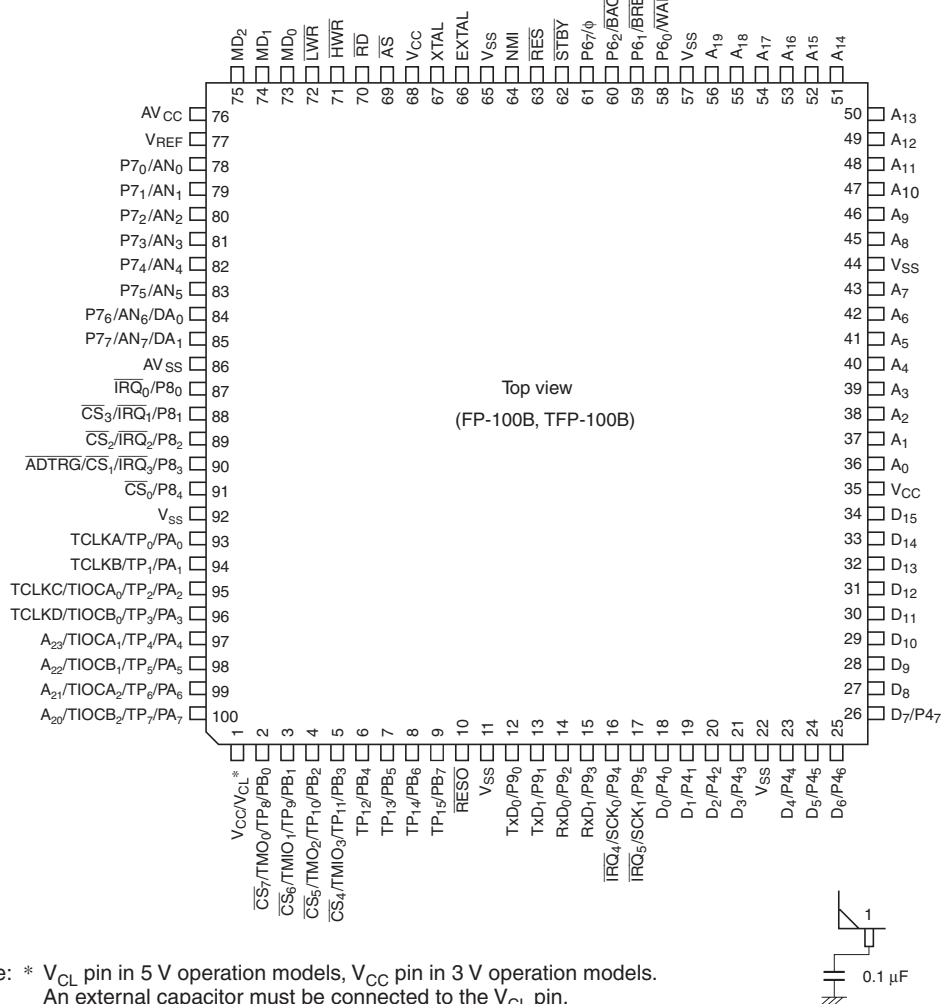 MD2
MD1
MD0
LWR
HWR
RD
AS
VCC
XTAL
EXTAL
VSS
NMI
RES
STBY
P67/ϕ
P62/
P61/
P60/
VSS
A19
A18
A17
A16
A15
A14
75 74 73 72 71 70 69 68 67 66 65 64 63 62 61 60 59 58 57 56 55 54 53 52 51
AVCC 76
VREF 77
P70/AN0 78
P71/AN1 79
P72/AN2 80
P73/AN3 81
P74/AN4 82
P75/AN5 83
P76/AN6/DA0 84
P77/AN7/DA1 85
AVSS 86
IRQ0/P80 87
CS3/IRQ1/P81 88
CS2/IRQ2/P82 89
ADTRG/CS1/IRQ3/P83 90
CS0/P84 91
VSS 92
TCLKA/TP0/PA0 93
TCLKB/TP1/PA1 94
TCLKC/TIOCA0/TP2/PA2 95
TCLKD/TIOCB0/TP3/PA3 96
A23/TIOCA1/TP4/PA4 97
A22/TIOCB1/TP5/PA5 98
A21/TIOCA2/TP6/PA6 99
A20/TIOCB2/TP7/PA7 100
Top view
(FP-100B, TFP-100B)
50 A13
49 A12
48 A11
47 A10
46 A9
45 A8
44 VSS
43 A7
42 A6
41 A5
40 A4
39 A3
38 A2
37 A1
36 A0
35 VCC
34 D15
33 D14
32 D13
31 D12
30 D11
29 D10
28 D9
27 D8
26 D7/P47
1 2 3 4 5 6 7 8 9 10 11 12 13 14 15 16 17 18 19 20 21 22 23 24 25
VCC/VCL*
CS7/TMO0/TP8/PB0
CS6/TMIO1/TP9/PB1
CS5/TMO2/TP10/PB2
CS4/TMIO3/TP11/PB3
TP12/PB4
TP13/PB5
TP14/PB6
TP15/PB7
RESO
VSS
TxD0/P90
TxD1/P91
RxD0/P92
RxD1/P93
IRQ4/SCK0/P94
IRQ5/SCK1/P95
D0/P40
D1/P41
D2/P42
D3/P43
VSS
D4/P44
D5/P45
D6/P46
1
0.1 µF
* VCL pin in 5 V operation models, VCC pin in 3 V operation models.
An external capacitor must be connected to the VCL pin.